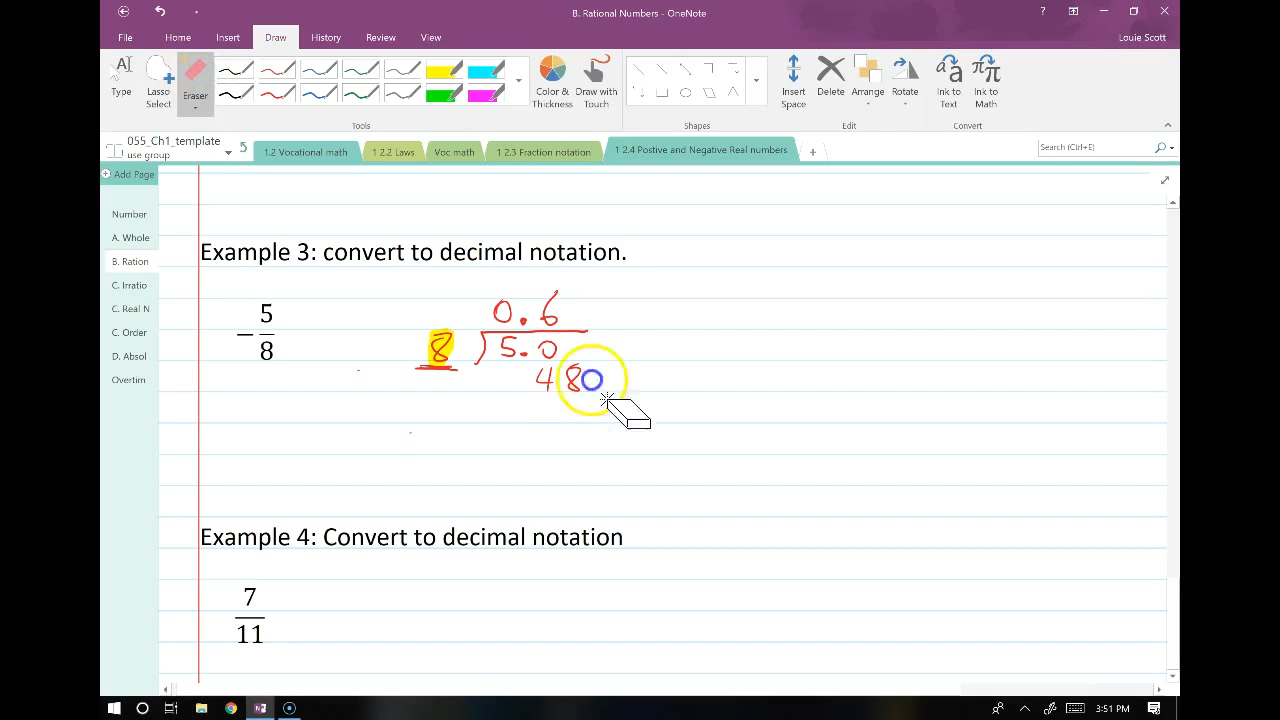 B. Rational Numbers - OneNote
?
File Home Insert Draw History Review View
Louie Scott
Type
Lasso Select
Eraser
Color & Thickness
Draw with Touch
Insert Space
Delete
Arrange
Rotate
Ink to Text
Ink to Math
Tools
Shapes
Edit
Convert
055_Ch1_template
use group
1.2 Vocational math
1 2.2 Laws
Voc math
1 2.3 Fraction notation
1 2.4 Postive and Negative Real numbers
+
Search (Ctrl+E)
Add Page
Number
A. Whole
B. Ration
C. Irratio
C. Real N
C. Order
D. Absol
Overtim
Example 3: convert to decimal notation.
− 5
8
0.6
8 5.0
48
Example 4: Convert to decimal notation
7
11
3:51 PM